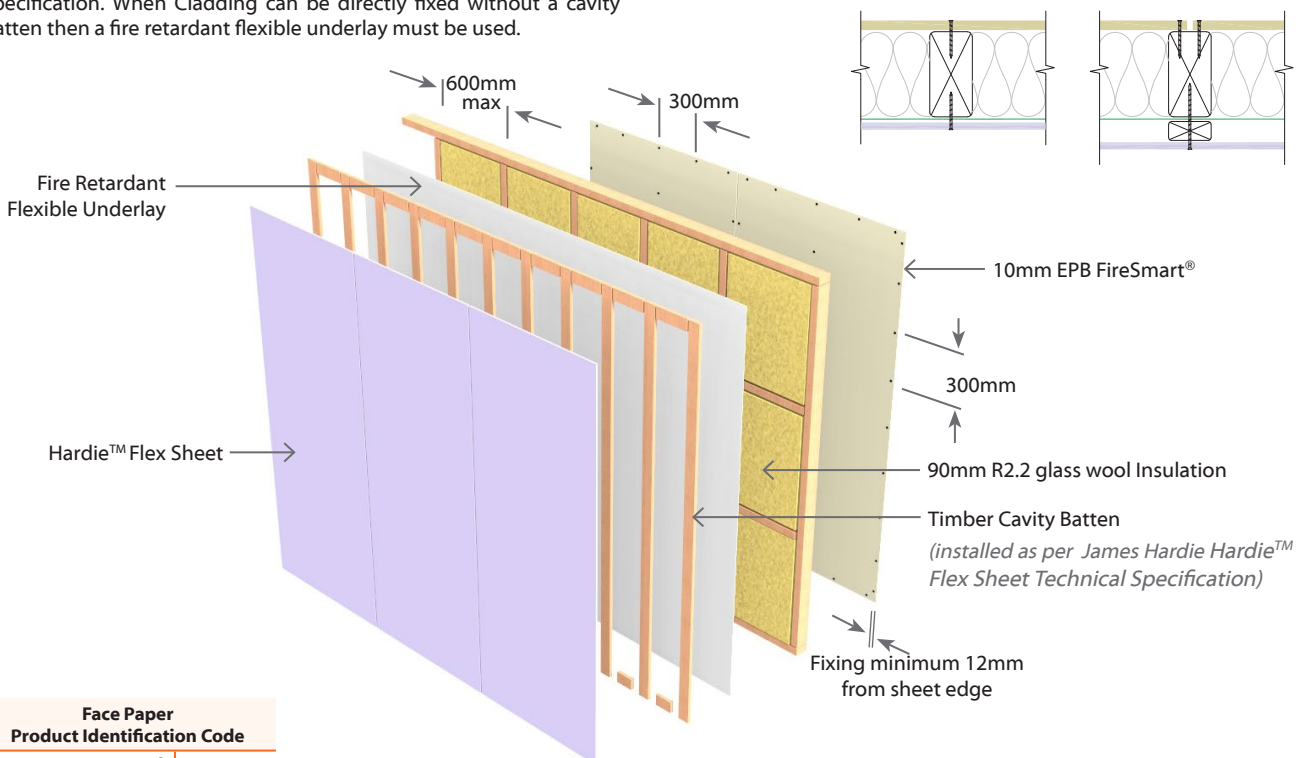 specification. When Cladding can be directly fixed without a cavity
batten then a fire retardant flexible underlay must be used.
600mm
max
300mm
Fire Retardant
Flexible Underlay
10mm EPB FireSmart®
300mm
Hardie™ Flex Sheet
90mm R2.2 glass wool Insulation
Timber Cavity Batten
(installed as per James Hardie Hardie™
Flex Sheet Technical Specification)
Fixing minimum 12mm
from sheet edge
Face Paper
Product Identification Code